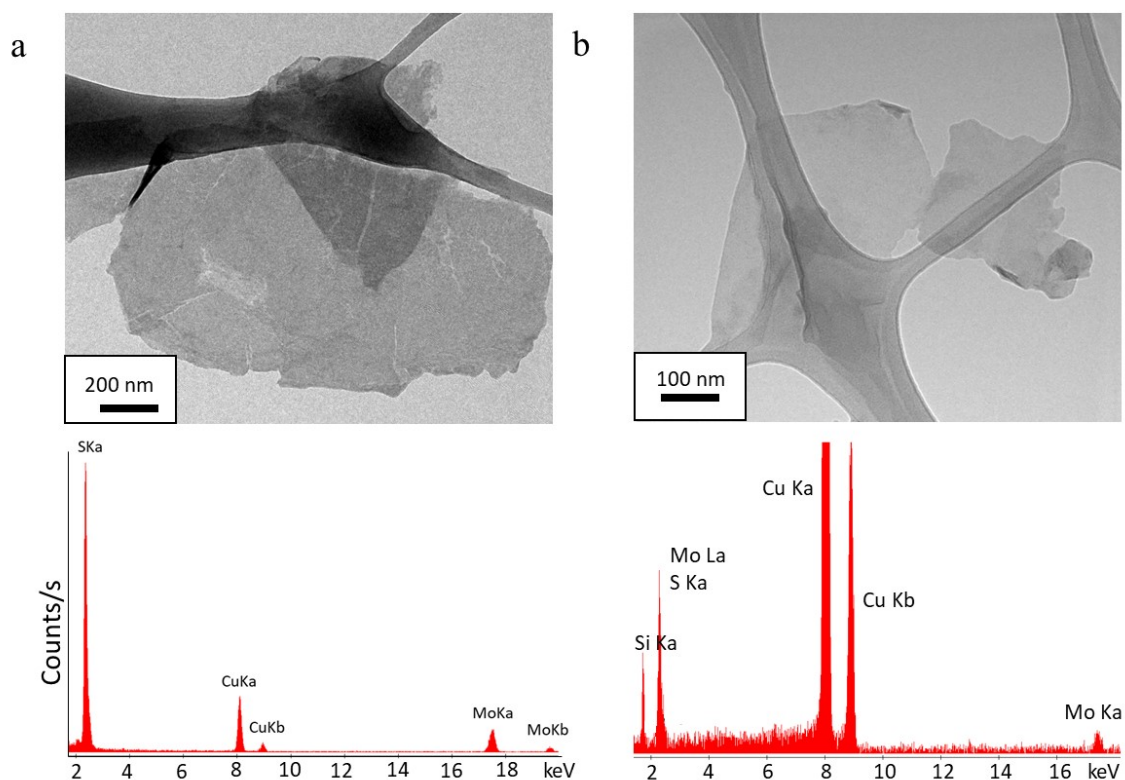 a
b
200 nm
100 nm
SKa
CuKa
CuKb
MoKa
MoKb
Counts/s
2 4 6 8 10 12 14 16 18 keV
Cu Ka
Mo La
S Ka
Cu Kb
Si Ka
Mo Ka
2 4 6 8 10 12 14 16 keV